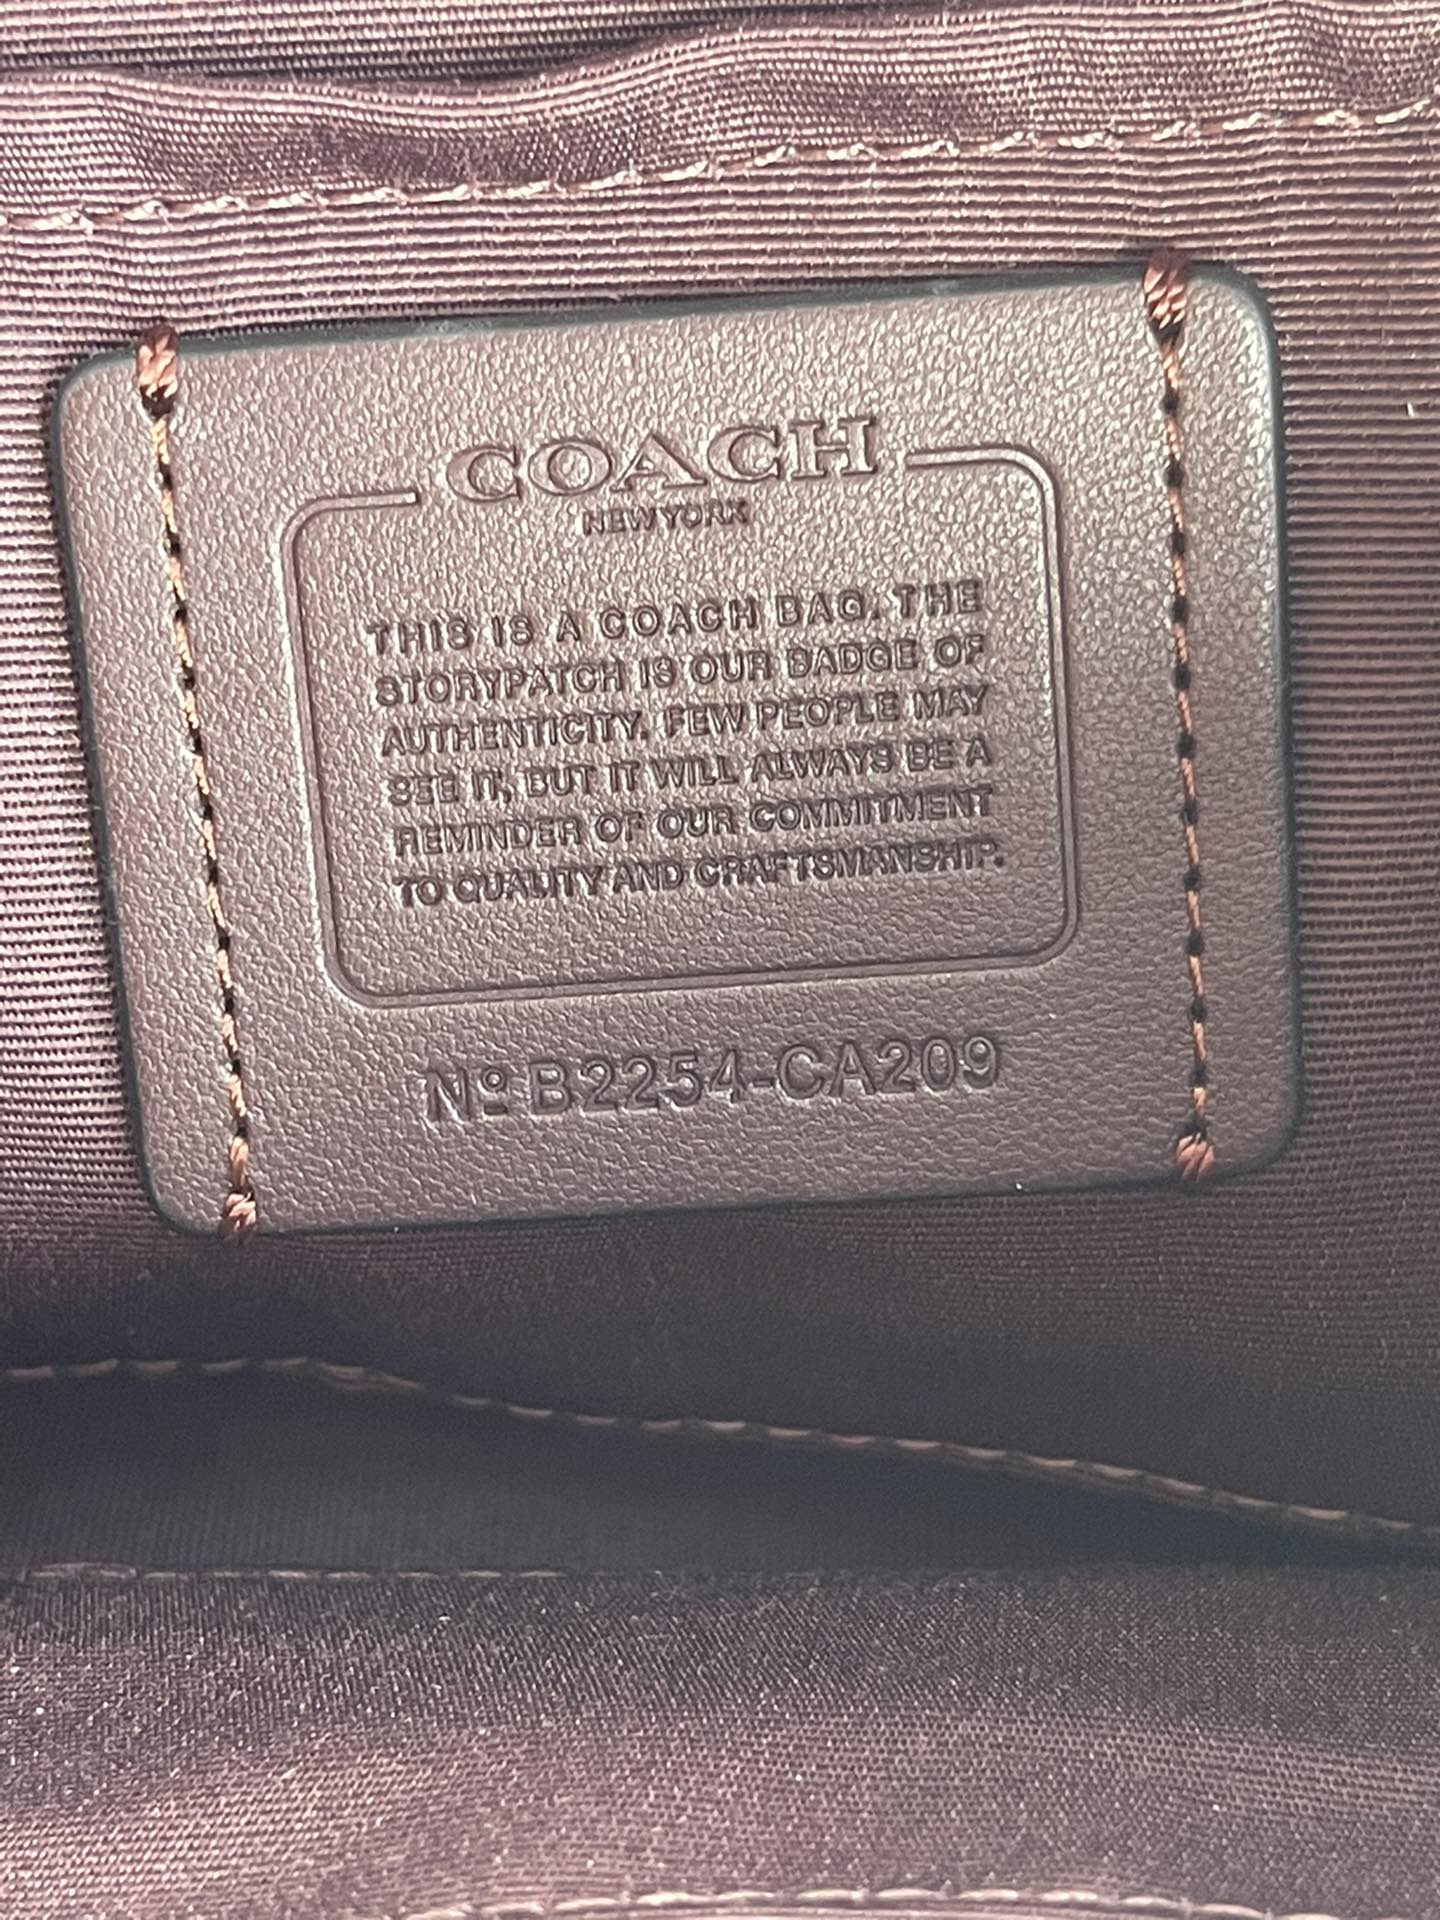 COACH
NEW YORK
THIS IS A COACH BAG. THE
STORYPATCH IS OUR BADGE OF
AUTHENTICITY. FEW PEOPLE MAY
SEE IT, BUT IT WILL ALWAYS BE A
REMINDER OF OUR COMMITMENT
TO QUALITY AND CRAFTSMANSHIP.
Nº B2254-CA209